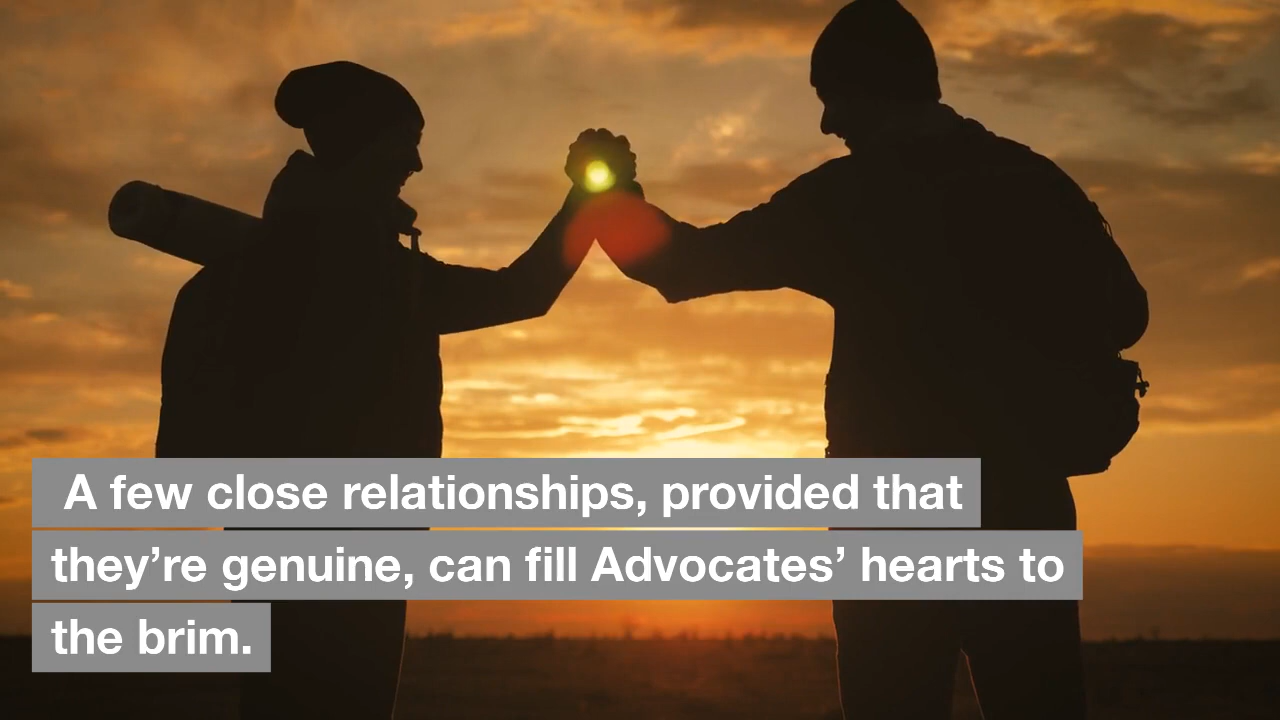 A few close relationships, provided that
they’re genuine, can fill Advocates’ hearts to
the brim.